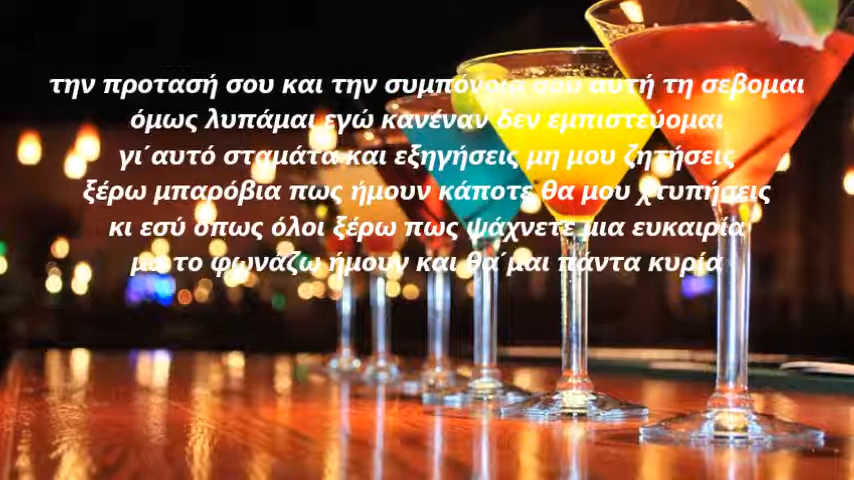 την προτασή σου και την συμπόνοια σου αυτή τη σεβομαι
όμως λυπάμαι εγώ κανέναν δεν εμπιστεύομαι
γι΄αυτό σταμάτα και εξηγήσεις μη μου ζητήσεις
ξέρω μπαρόβια πως ήμουν κάποτε θα μου χτυπήσεις
κι εσύ οπως όλοι ξέρω πως ψάχνετε μια ευκαιρία
μα το φωνάζω ήμουν και θα΄μαι πάντα κυρία